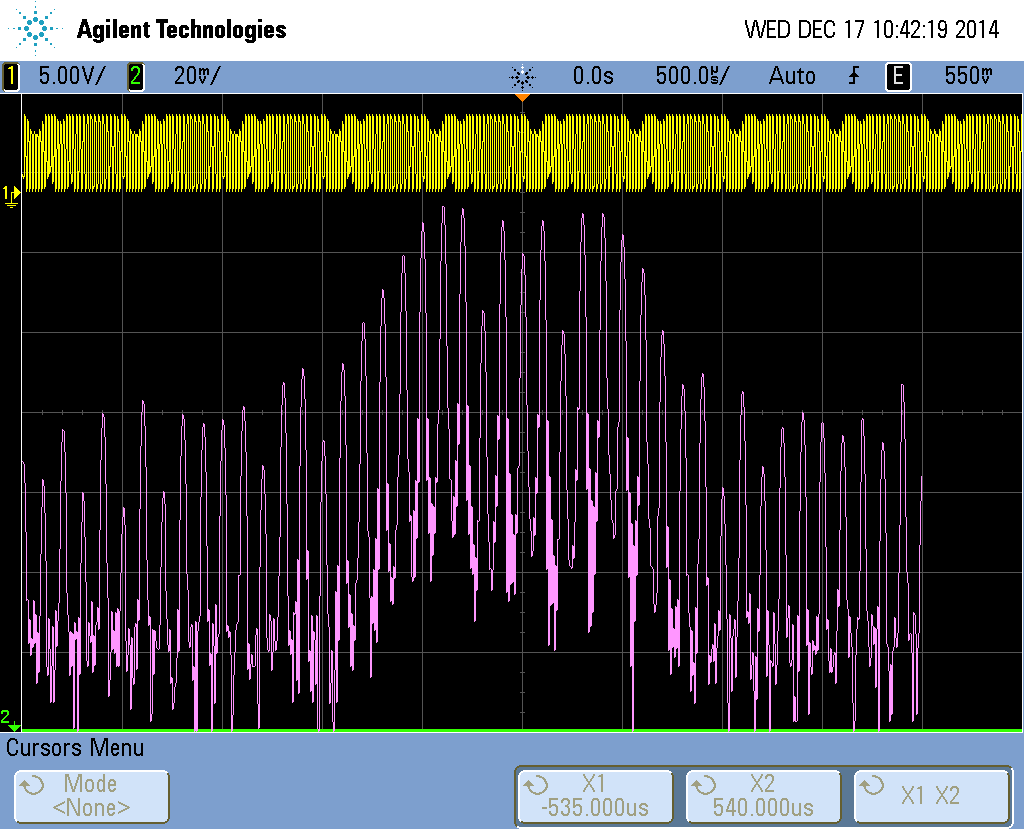 Agilent Technologies
WED DEC 17 10:42:19 2014
1 5.00V/ 2 20mV/ 0.0s 500.0µs/ Auto E 550mV
1
2
Cursors Menu
Mode
<None>
X1
-535.000us
X2
540.000us
X1 X2